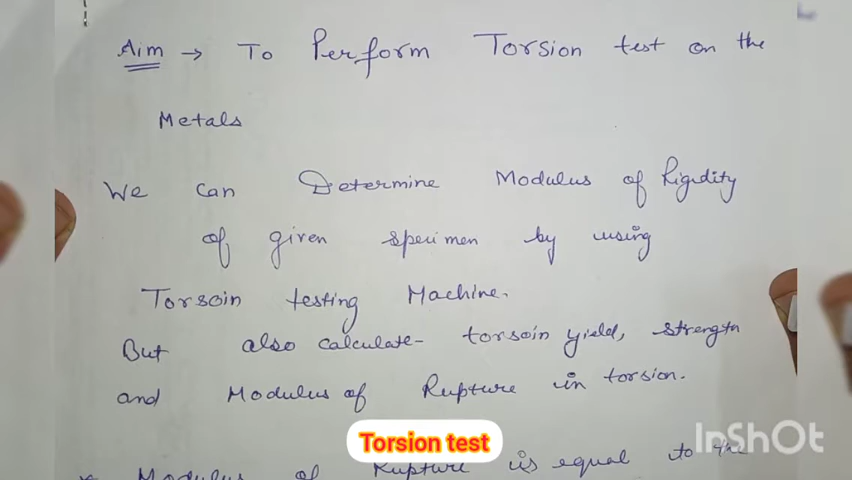 Aim → To Perform Torsion test on the
Metals
We can Determine Modulus of Rigidity
of given specimen by using
Torsoin testing Machine.
But also calculate- torsoin yield, strength
and Modulus of Rupture in torsion.
Torsion test
InShOt
* Modulus of Rupture is equal to the